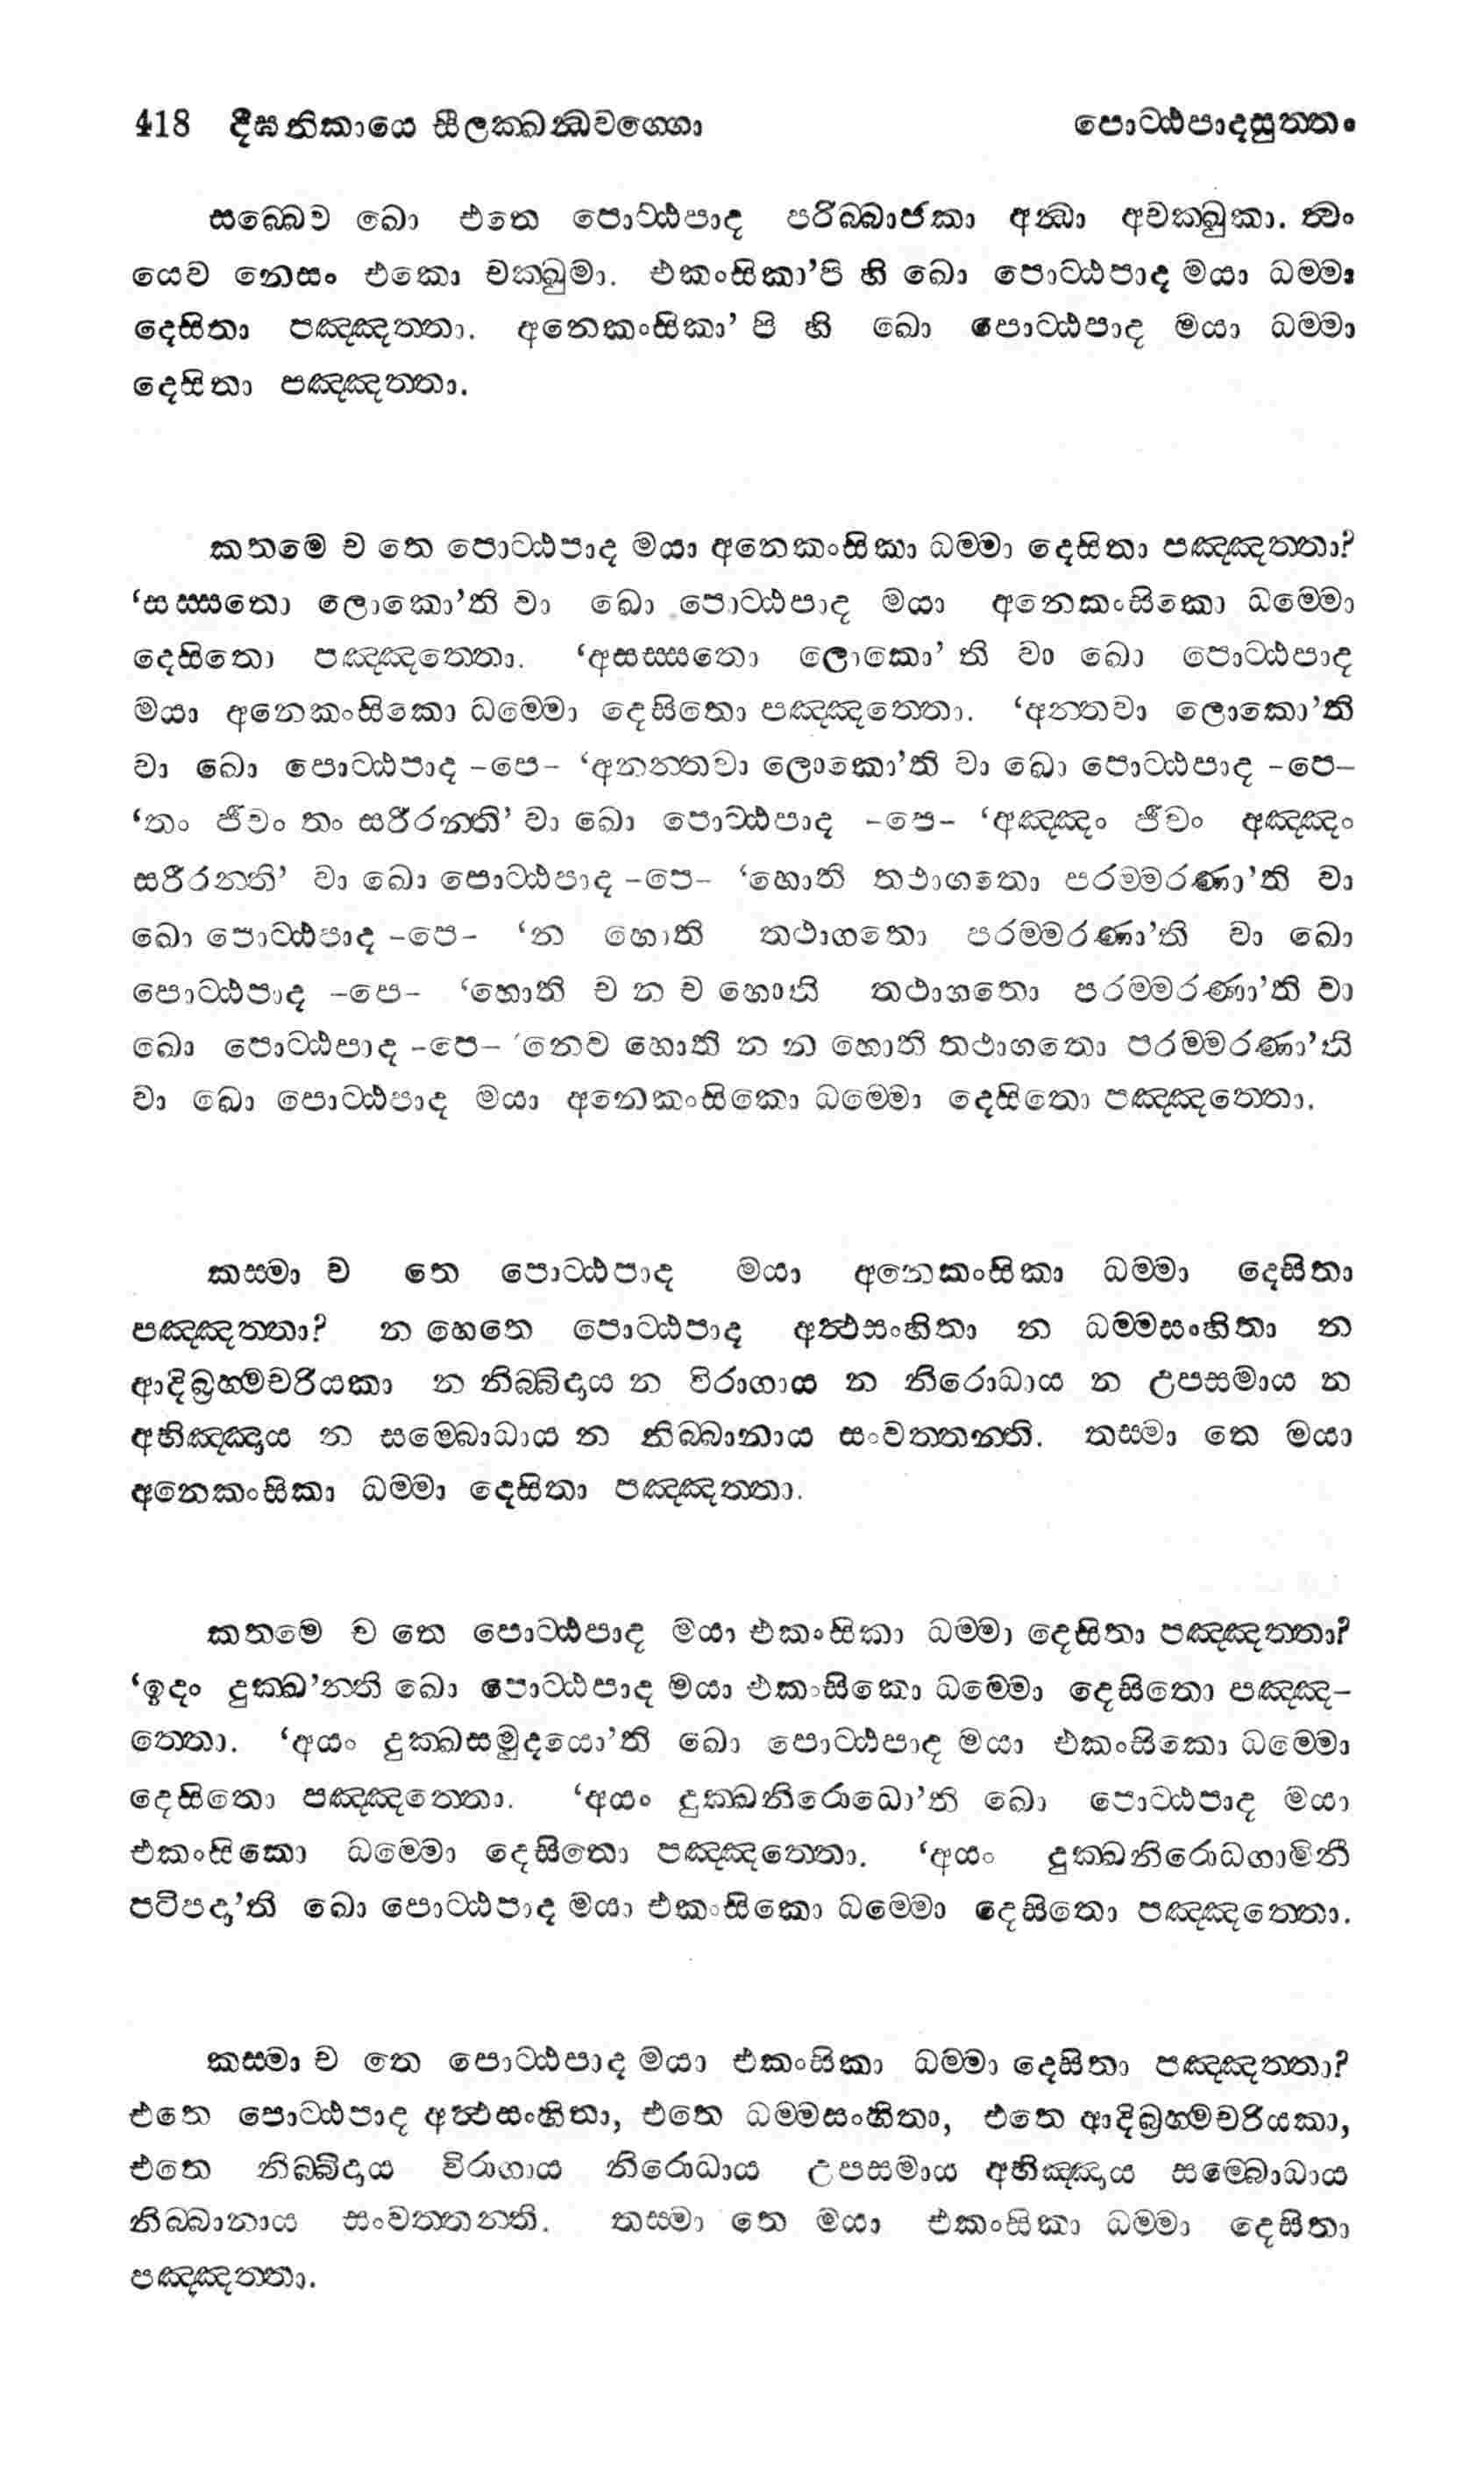 418 දීඝනිකායෙ සීලක්ඛන්ධවග්ගො පොට්ඨපාදසුත්තං
සබ්බෙව ඛො එතෙ පොට්ඨපාද පරිබ්බාජකා අන්ධා අචක්ඛුකා. ත්වං
යෙව නෙසං එකො චක්ඛුමා. එකංසිකා’පි හි ඛො පොට්ඨපාද මයා ධම්මා
දෙසිතා පඤ්ඤත්තා. අනෙකංසිකා’ පි හි ඛො පොට්ඨපාද මයා ධම්මා
දෙසිතා පඤ්ඤත්තා.
කතමෙ ච තෙ පොට්ඨපාද මයා අනෙකංසිකා ධම්මා දෙසිතා පඤ්ඤත්තා?
‘සස්සතො ලොකො’ති වා ඛො පොට්ඨපාද මයා අනෙකංසිකො ධම්මො
දෙසිතො පඤ්ඤත්තො. ‘අසස්සතො ලොකො’ ති වා ඛො පොට්ඨපාද
මයා අනෙකංසිකො ධම්මො දෙසිතො පඤ්ඤත්තො. ‘අන්තවා ලොකො’ති
වා ඛො පොට්ඨපාද -පෙ- ‘අනන්තවා ලොකො’ති වා ඛො පොට්ඨපාද -පෙ-
‘තං ජීවං තං සරීරන්ති’ වා ඛො පොට්ඨපාද -පෙ- ‘අඤ්ඤං ජීවං අඤ්ඤං
සරීරන්ති’ වා ඛො පොට්ඨපාද -පෙ- ‘හොති තථාගතො පරම්මරණා’ති වා
ඛො පොට්ඨපාද -පෙ- ‘න හොති තථාගතො පරම්මරණා’ති වා ඛො
පොට්ඨපාද -පෙ- ‘හොති ච න ච හොති තථාගතො පරම්මරණා’ති වා
ඛො පොට්ඨපාද -පෙ- ‘නෙව හොති න න හොති තථාගතො පරම්මරණා’ති
වා ඛො පොට්ඨපාද මයා අනෙකංසිකො ධම්මො දෙසිතො පඤ්ඤත්තො.
කස්මා ච තෙ පොට්ඨපාද මයා අනෙකංසිකා ධම්මා දෙසිතා
පඤ්ඤත්තා? න හෙතෙ පොට්ඨපාද අත්ථසංහිතා න ධම්මසංහිතා න
ආදිබ්‍රහ්මචරියකා න නිබ්බිදාය න විරාගාය න නිරොධාය න උපසමාය න
අභිඤ්ඤාය න සම්බොධාය න නිබ්බානාය සංවත්තන්ති. තස්මා තෙ මයා
අනෙකංසිකා ධම්මා දෙසිතා පඤ්ඤත්තා.
කතමෙ ච තෙ පොට්ඨපාද මයා එකංසිකා ධම්මා දෙසිතා පඤ්ඤත්තා?
‘ඉදං දුක්ඛ’න්ති ඛො පොට්ඨපාද මයා එකංසිකො ධම්මො දෙසිතො පඤ්ඤ-
ත්තො. ‘අයං දුක්ඛසමුදයො’ති ඛො පොට්ඨපාද මයා එකංසිකො ධම්මො
දෙසිතො පඤ්ඤත්තො. ‘අයං දුක්ඛනිරොධො’ති ඛො පොට්ඨපාද මයා
එකංසිකො ධම්මො දෙසිතො පඤ්ඤත්තො. ‘අයං දුක්ඛනිරොධගාමිනී
පටිපදා’ති ඛො පොට්ඨපාද මයා එකංසිකො ධම්මො දෙසිතො පඤ්ඤත්තො.
කස්මා ච තෙ පොට්ඨපාද මයා එකංසිකා ධම්මා දෙසිතා පඤ්ඤත්තා?
එතෙ පොට්ඨපාද අත්ථසංහිතා, එතෙ ධම්මසංහිතා, එතෙ ආදිබ්‍රහ්මචරියකා,
එතෙ නිබ්බිදාය විරාගාය නිරොධාය උපසමාය අභිඤ්ඤාය සම්බොධාය
නිබ්බානාය සංවත්තන්ති. තස්මා තෙ මයා එකංසිකා ධම්මා දෙසිතා
පඤ්ඤත්තා.